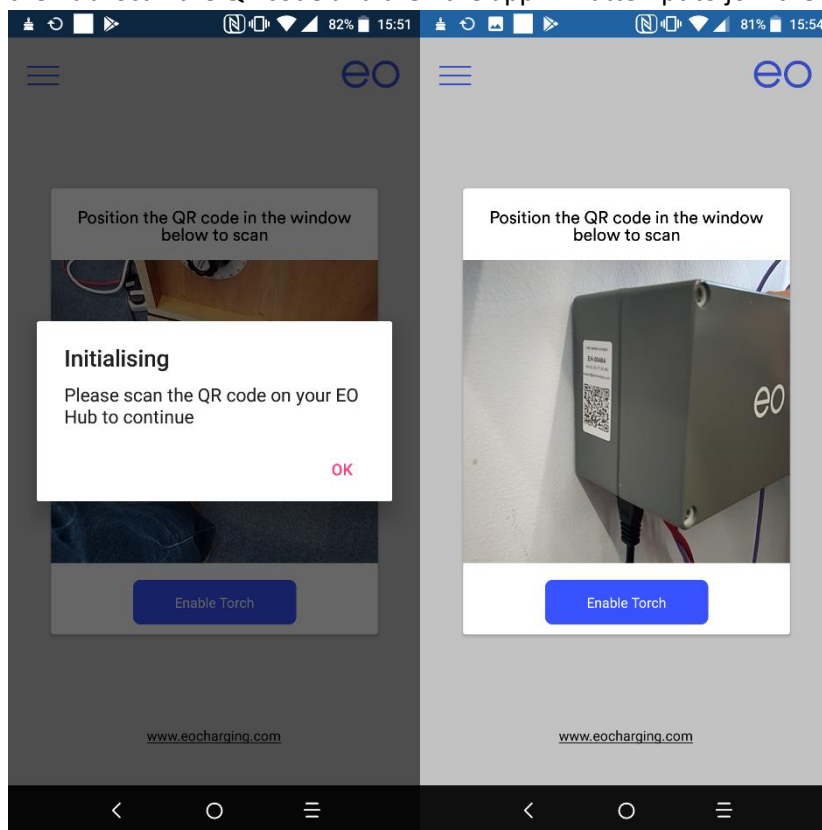 82% 15:51
eo
Position the QR code in the window
below to scan
Initialising
Please scan the QR code on your EO
Hub to continue
OK
Enable Torch
www.eocharging.com
81% 15:54
eo
Position the QR code in the window
below to scan
EH-00484
eo
Enable Torch
www.eocharging.com